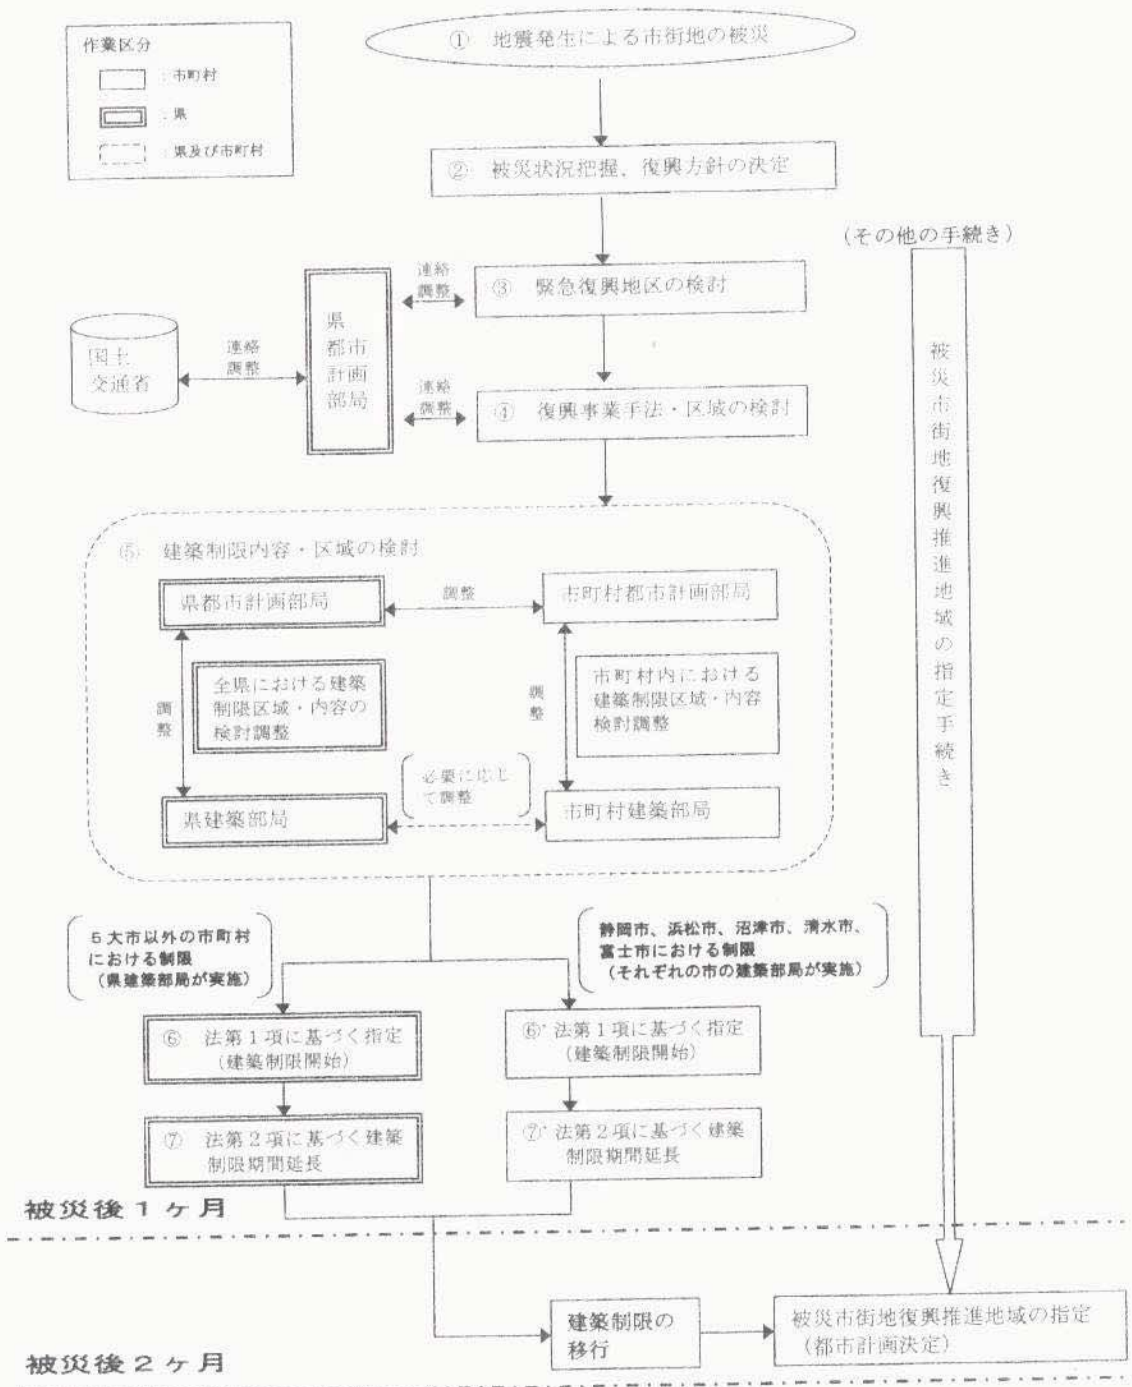 作業区分
：市町村
：県
：県及び市町村
① 地震発生による市街地の被災
② 被災状況把握、復興方針の決定
(その他の手続き)
③ 緊急復興地区の検討
連絡
調整
県
都市
計画
部局
国土
交通省
連絡
調整
連絡
調整
④ 復興事業手法・区域の検討
被災市街地復興推進地域の指定手続き
⑤ 建築制限内容・区域の検討
県都市計画部局
調整
市町村都市計画部局
調整
全県における建築
制限区域・内容の
検討調整
調整
市町村内における
建築制限区域・内容
検討調整
必要に応じ
て調整
県建築部局
市町村建築部局
５大市以外の市町村
における制限
(県建築部局が実施)
静岡市、浜松市、沼津市、清水市、
富士市における制限
(それぞれの市の建築部局が実施)
⑥ 法第１項に基づく指定
(建築制限開始)
⑥' 法第１項に基づく指定
(建築制限開始)
⑦ 法第２項に基づく建築
制限期間延長
⑦' 法第２項に基づく建築
制限期間延長
被災後１ヶ月
建築制限の
移行
被災市街地復興推進地域の指定
(都市計画決定)
被災後２ヶ月